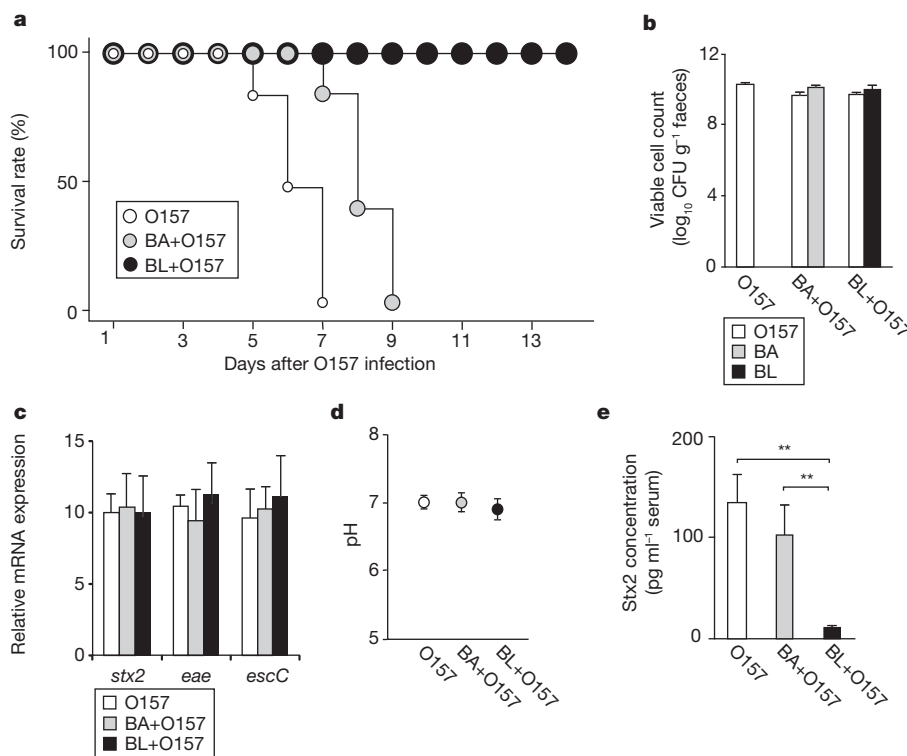 a
100
50
0
Survival rate (%)
O157
BA+O157
BL+O157
1 3 5 7 9 11 13
Days after O157 infection
b
12
10
5
0
Viable cell count
(log₁₀ CFU g⁻¹ faeces)
O157
BA+O157
BL+O157
O157
BA
BL
c
15
10
5
0
Relative mRNA expression
stx2 eae escC
O157
BA+O157
BL+O157
d
8
7
6
5
pH
O157
BA+O157
BL+O157
e
200
100
0
Stx2 concentration
(pg ml⁻¹ serum)
**
**
O157
BA+O157
BL+O157